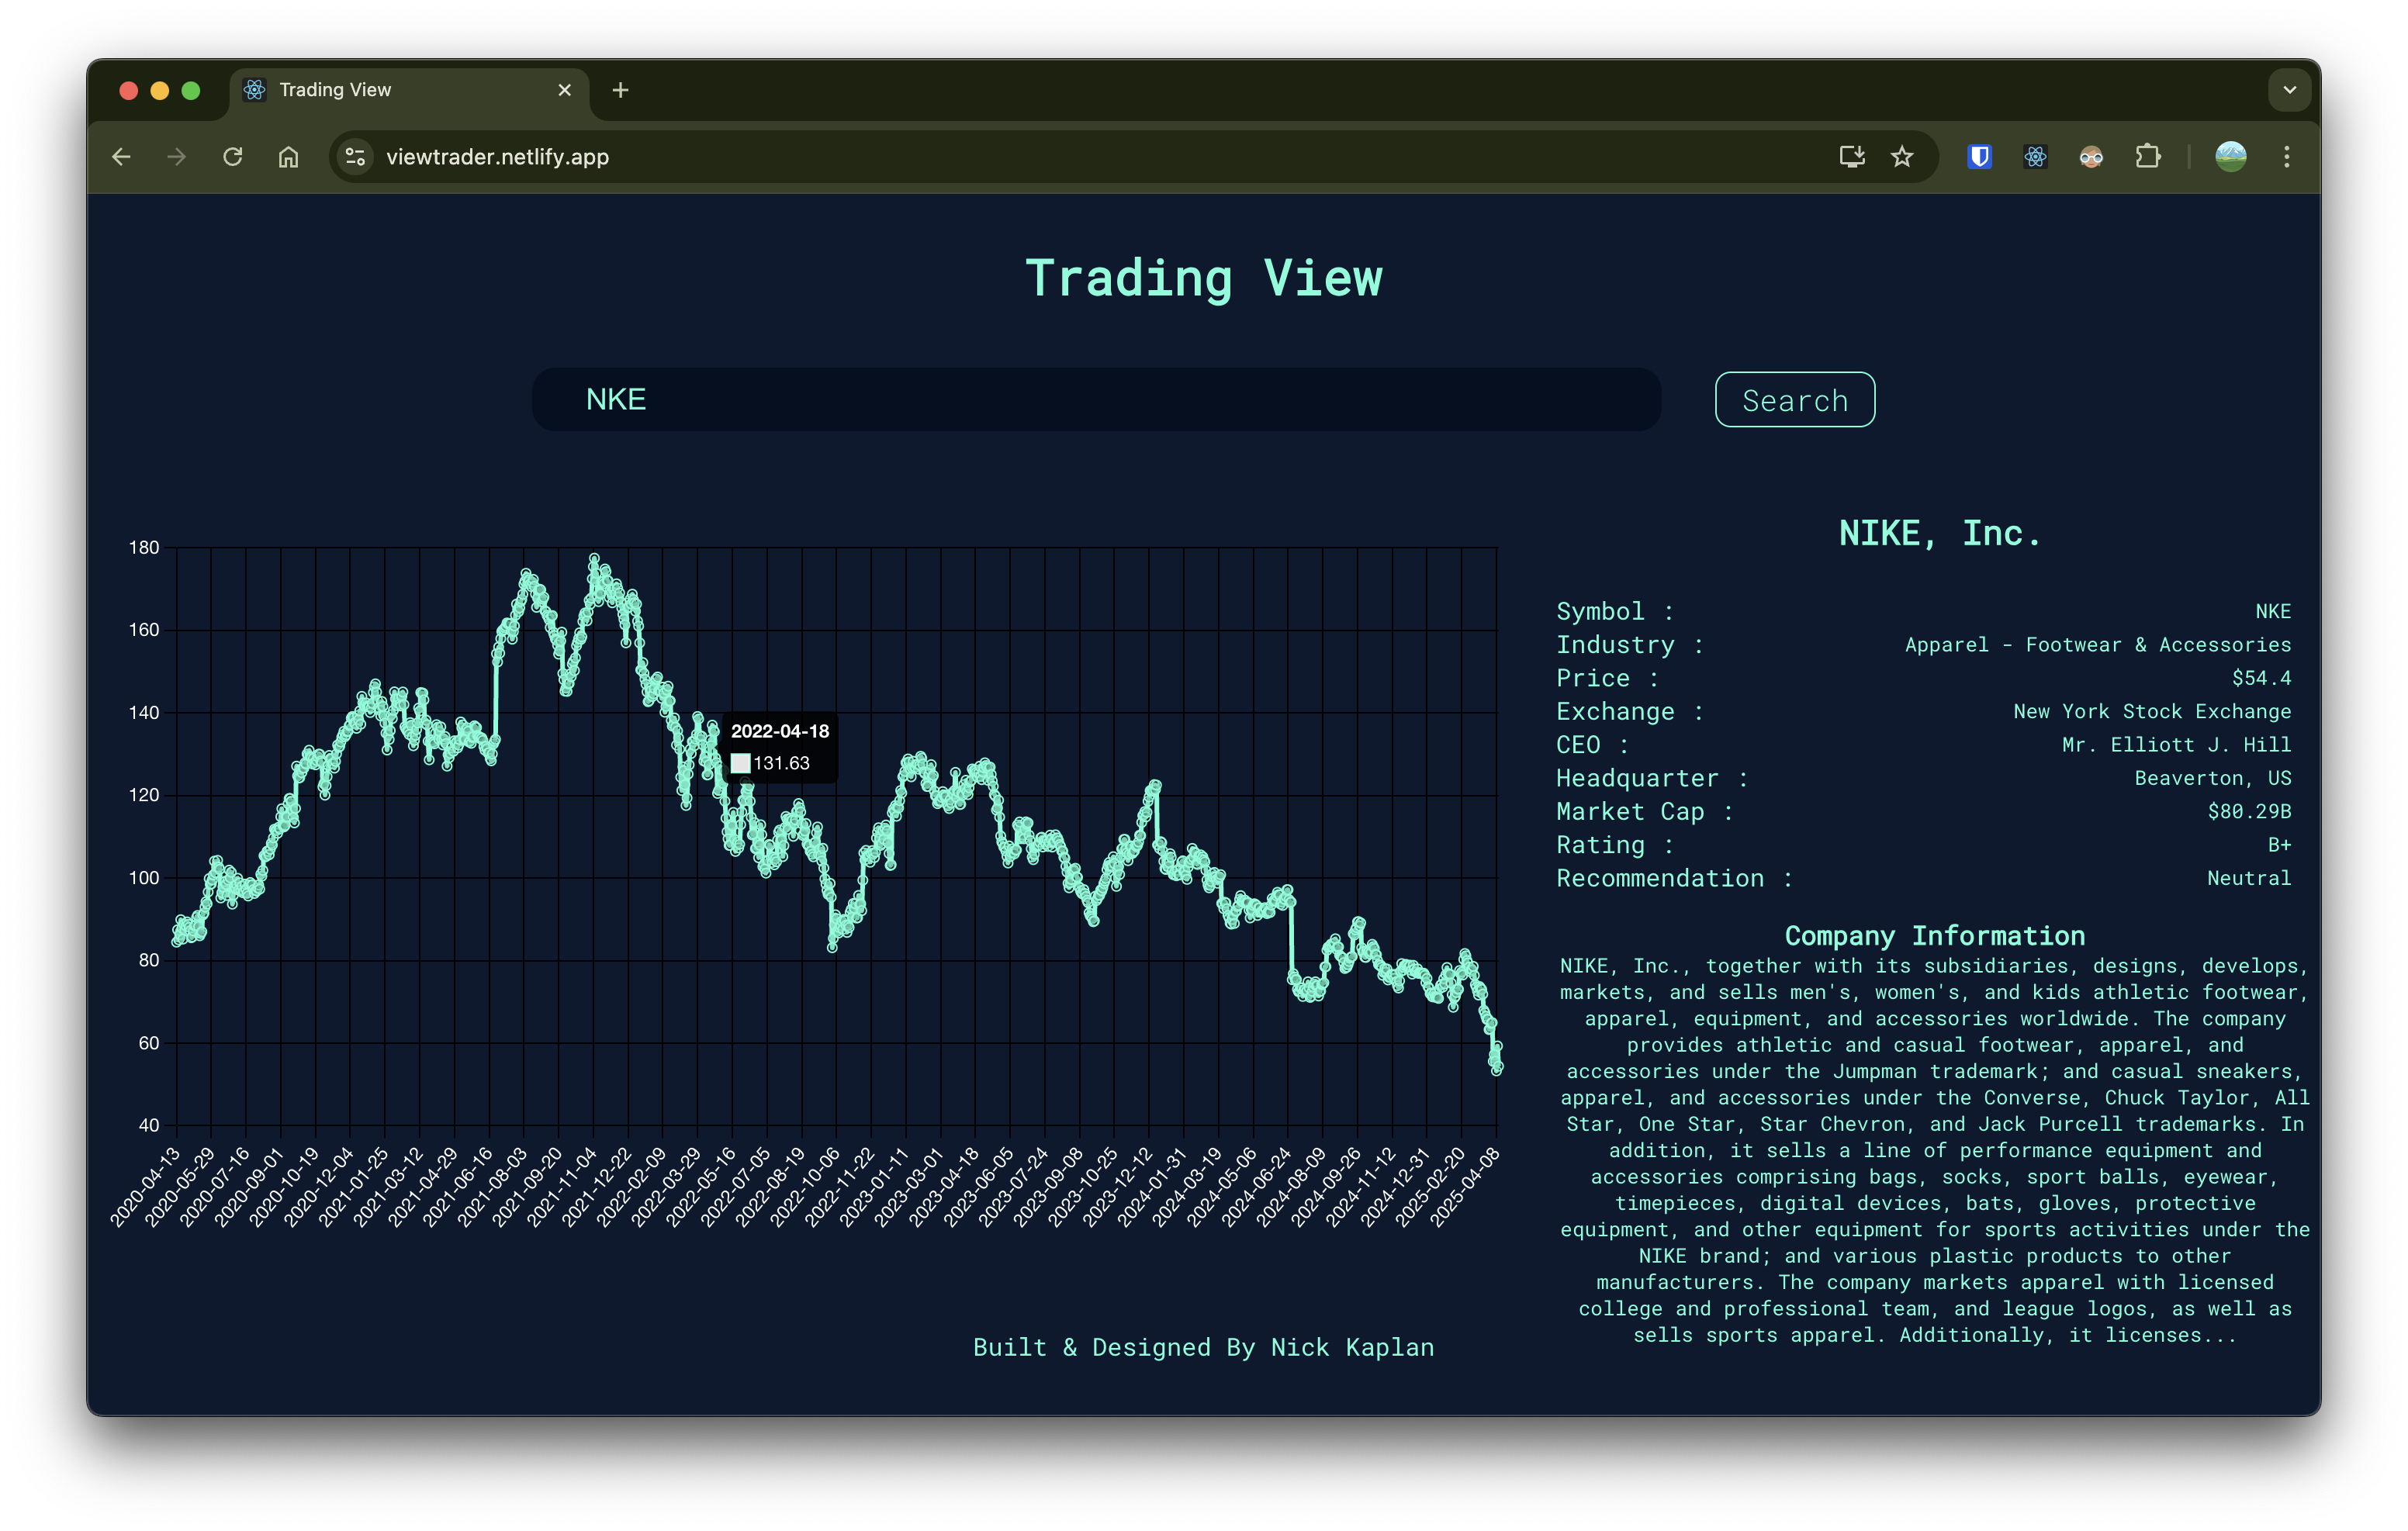 Trading View
viewtrader.netlify.app
Trading View
NKE
Search
180
160
140
120
100
80
60
40
2022-04-18
131.63
2020-04-13
2020-05-29
2020-07-16
2020-09-01
2020-10-19
2020-12-04
2021-01-25
2021-03-12
2021-04-29
2021-06-16
2021-08-03
2021-09-20
2021-11-04
2021-12-22
2022-02-09
2022-03-29
2022-05-16
2022-07-05
2022-08-19
2022-10-06
2022-11-22
2023-01-11
2023-03-01
2023-04-18
2023-06-05
2023-07-24
2023-09-08
2023-10-25
2023-12-12
2024-01-31
2024-03-19
2024-05-06
2024-06-24
2024-08-09
2024-09-26
2024-11-12
2024-12-31
2025-02-20
2025-04-08
NIKE, Inc.
Symbol : NKE
Industry : Apparel - Footwear & Accessories
Price : $54.4
Exchange : New York Stock Exchange
CEO : Mr. Elliott J. Hill
Headquarter : Beaverton, US
Market Cap : $80.29B
Rating : B+
Recommendation : Neutral
Company Information
NIKE, Inc., together with its subsidiaries, designs, develops,
markets, and sells men's, women's, and kids athletic footwear,
apparel, equipment, and accessories worldwide. The company
provides athletic and casual footwear, apparel, and
accessories under the Jumpman trademark; and casual sneakers,
apparel, and accessories under the Converse, Chuck Taylor, All
Star, One Star, Star Chevron, and Jack Purcell trademarks. In
addition, it sells a line of performance equipment and
accessories comprising bags, socks, sport balls, eyewear,
timepieces, digital devices, bats, gloves, protective
equipment, and other equipment for sports activities under the
NIKE brand; and various plastic products to other
manufacturers. The company markets apparel with licensed
college and professional team, and league logos, as well as
sells sports apparel. Additionally, it licenses...
Built & Designed By Nick Kaplan